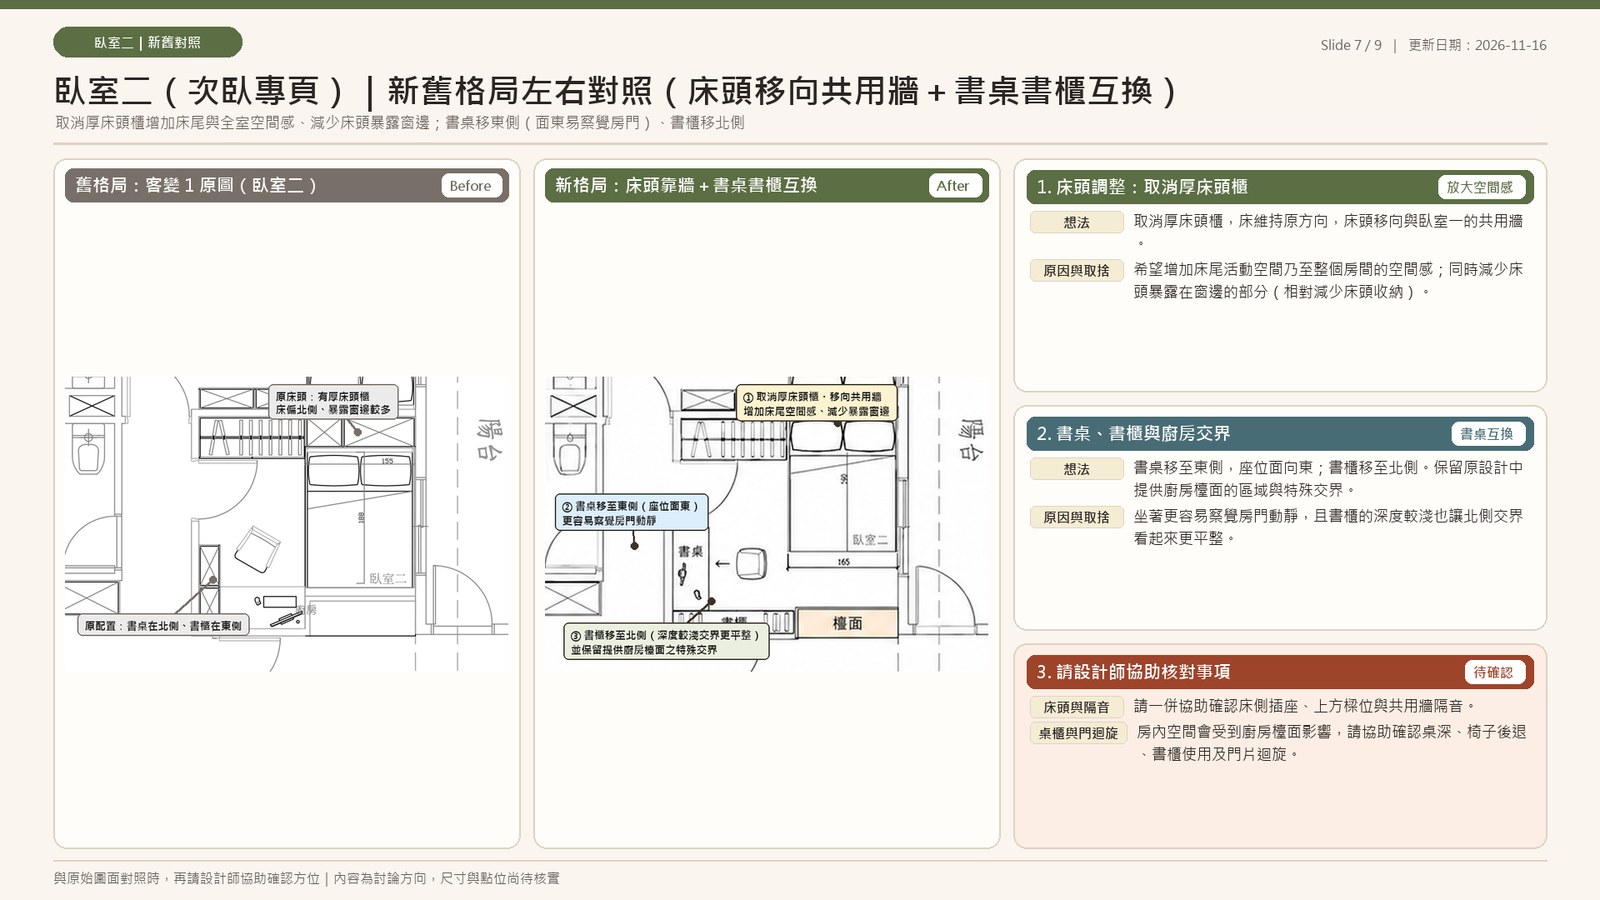 臥室二 | 新舊對照
Slide 7 / 9 | 更新日期：2026-11-16
臥室二（次臥專頁）| 新舊格局左右對照（床頭移向共用牆 + 書桌書櫃互換）
取消厚床頭櫃增加床尾與全室空間感、減少床頭暴露窗邊；書桌移東側（面東易察覺房門）、書櫃移北側
舊格局：客變 1 原圖（臥室二）
Before
原床頭：有厚床頭櫃
床偏北側、暴露窗邊較多
陽台
155
188
臥室二
原配置：書桌在北側、書櫃在東側
新格局：床頭靠牆 + 書桌書櫃互換
After
① 取消厚床頭櫃，移向共用牆
增加床尾空間感、減少暴露窗邊
陽台
② 書桌移至東側（座位面東）
更容易察覺房門動靜
書桌
臥室二
165
書櫃
檯面
③ 書櫃移至北側（深度較淺交界更平整）
並保留提供廚房檯面之特殊交界
1. 床頭調整：取消厚床頭櫃
放大空間感
想法
取消厚床頭櫃，床維持原方向，床頭移向與臥室一的共用牆
。
原因與取捨
希望增加床尾活動空間乃至整個房間的空間感；同時減少床
頭暴露在窗邊的部分（相對減少床頭收納）。
2. 書桌、書櫃與廚房交界
書桌互換
想法
書桌移至東側，座位面向東；書櫃移至北側。保留原設計中
提供廚房檯面的區域與特殊交界。
原因與取捨
坐著更容易察覺房門動靜，且書櫃的深度較淺也讓北側交界
看起來更平整。
3. 請設計師協助核對事項
待確認
床頭與隔音
請一併協助確認床側插座、上方樑位與共用牆隔音。
桌櫃與門迴旋
房內空間會受到廚房檯面影響，請協助確認桌深、椅子後退
、書櫃使用及門片迴旋。
與原始圖面對照時，再請設計師協助確認方位 | 內容為討論方向，尺寸與點位尚待核實